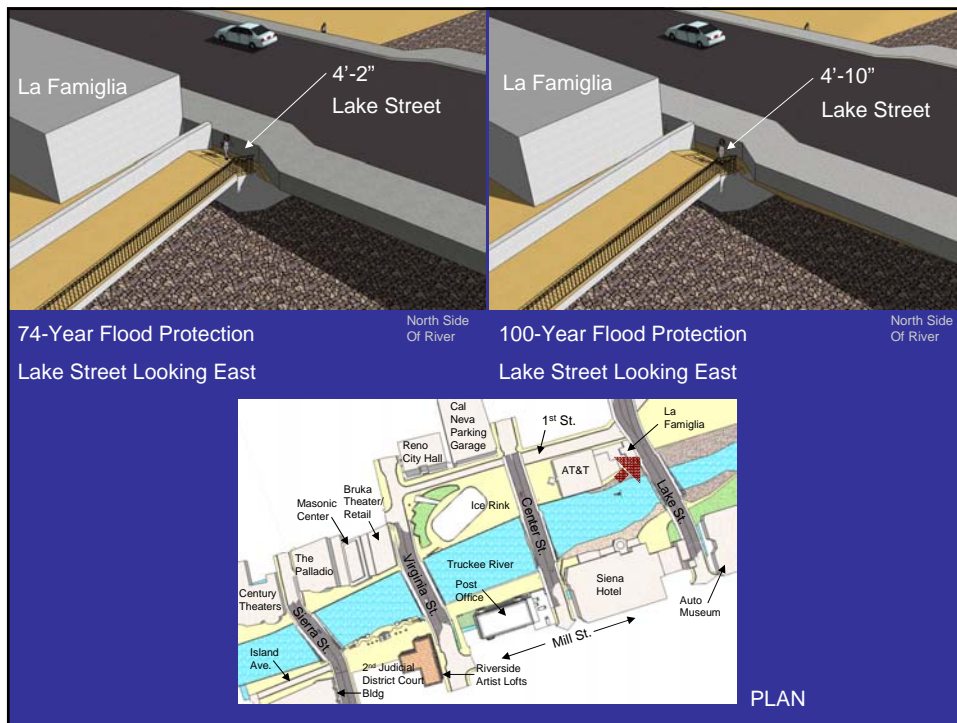 La Famiglia
4’-2”
Lake Street
74-Year Flood Protection
North Side
Of River
Lake Street Looking East
La Famiglia
4’-10”
Lake Street
100-Year Flood Protection
North Side
Of River
Lake Street Looking East
Cal
Neva
Parking
Garage
1st St.
La
Famiglia
Reno
City Hall
AT&T
Bruka
Theater/
Retail
Masonic
Center
Ice Rink
Center St.
Lake St.
The
Palladio
Virginia St.
Truckee River
Century
Theaters
Post
Office
Siena
Hotel
Sierra St.
Auto
Museum
Mill St.
Island
Ave.
2nd Judicial
District Court
Bldg
Riverside
Artist Lofts
PLAN